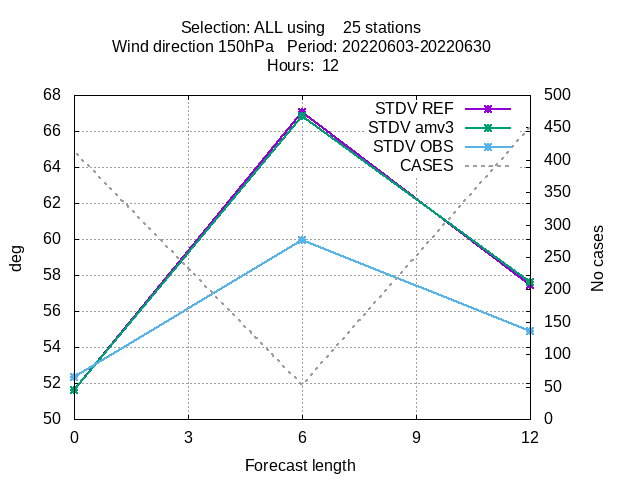 Selection: ALL using    25 stations
Wind direction 150hPa   Period: 20220603-20220630
Hours:  12
STDV REF
STDV amv3
STDV OBS
CASES
deg
68
66
64
62
60
58
56
54
52
50
500
450
400
350
300
250
200
150
100
50
0
No cases
0 3 6 9 12
Forecast length